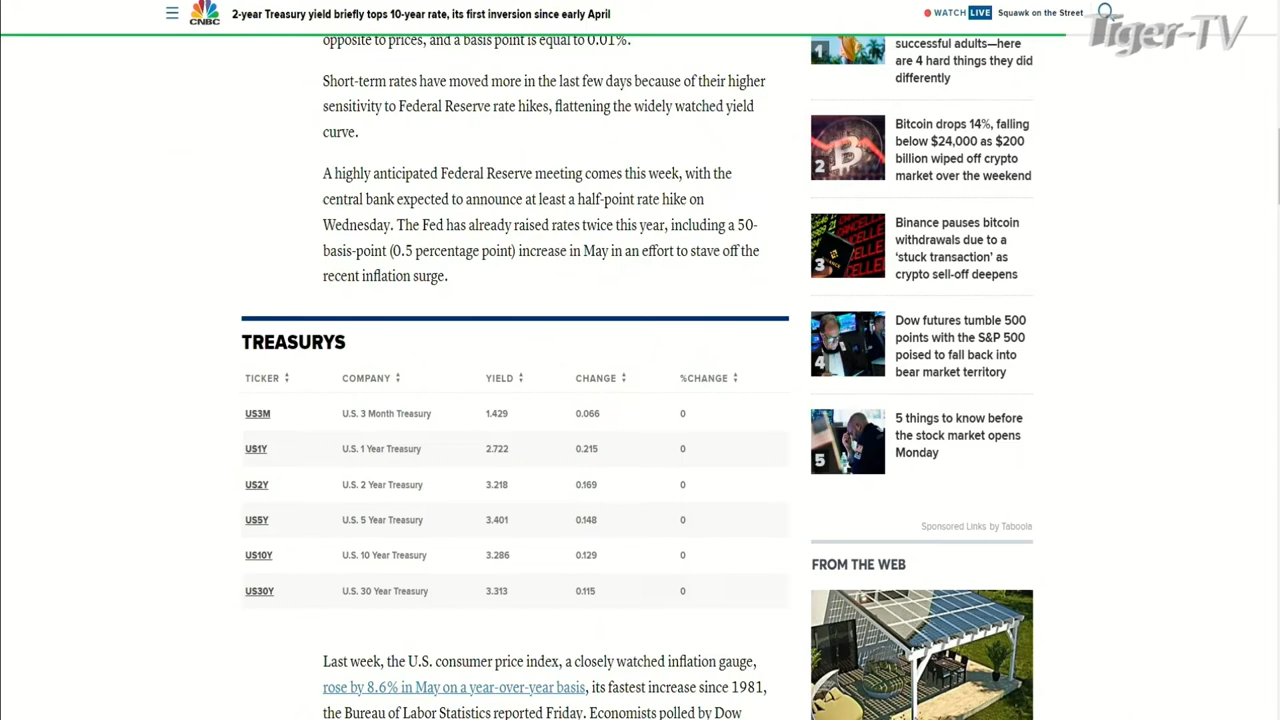 CNBC
2-year Treasury yield briefly tops 10-year rate, its first inversion since early April
WATCH LIVE
Squawk on the Street
Tiger-TV
opposite to prices, and a basis point is equal to 0.01%.
Short-term rates have moved more in the last few days because of their higher
sensitivity to Federal Reserve rate hikes, flattening the widely watched yield
curve.
A highly anticipated Federal Reserve meeting comes this week, with the
central bank expected to announce at least a half-point rate hike on
Wednesday. The Fed has already raised rates twice this year, including a 50-
basis-point (0.5 percentage point) increase in May in an effort to stave off the
recent inflation surge.
TREASURYS
TICKER COMPANY YIELD CHANGE %CHANGE
US3M U.S. 3 Month Treasury 1.429 0.066 0
US1Y U.S. 1 Year Treasury 2.722 0.215 0
US2Y U.S. 2 Year Treasury 3.218 0.169 0
US5Y U.S. 5 Year Treasury 3.401 0.148 0
US10Y U.S. 10 Year Treasury 3.286 0.129 0
US30Y U.S. 30 Year Treasury 3.313 0.115 0
Last week, the U.S. consumer price index, a closely watched inflation gauge,
rose by 8.6% in May on a year-over-year basis, its fastest increase since 1981,
the Bureau of Labor Statistics reported Friday. Economists polled by Dow
1
successful adults—here
are 4 hard things they did
differently
2
Bitcoin drops 14%, falling
below $24,000 as $200
billion wiped off crypto
market over the weekend
3
Binance pauses bitcoin
withdrawals due to a
‘stuck transaction’ as
crypto sell-off deepens
4
Dow futures tumble 500
points with the S&P 500
poised to fall back into
bear market territory
5
5 things to know before
the stock market opens
Monday
Sponsored Links by Taboola
FROM THE WEB